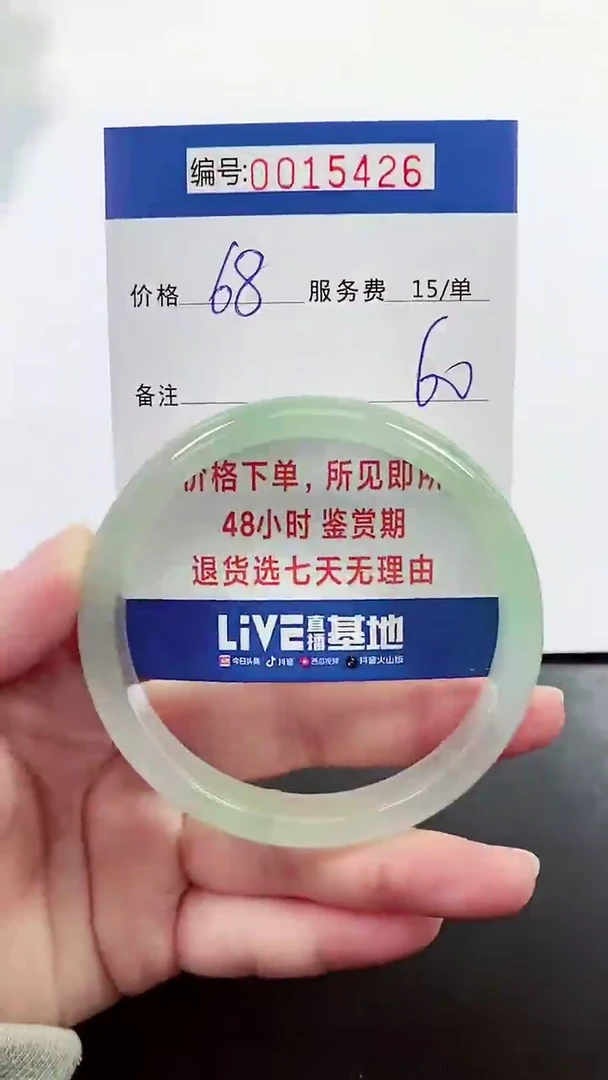 编号:0015426
价格 68 服务费 15/单
60
备注
价格下单，所见即所
48小时 鉴赏期
退货选七天无理由
LiVE直播基地
今日头条 抖音 西瓜视频 抖音火山版